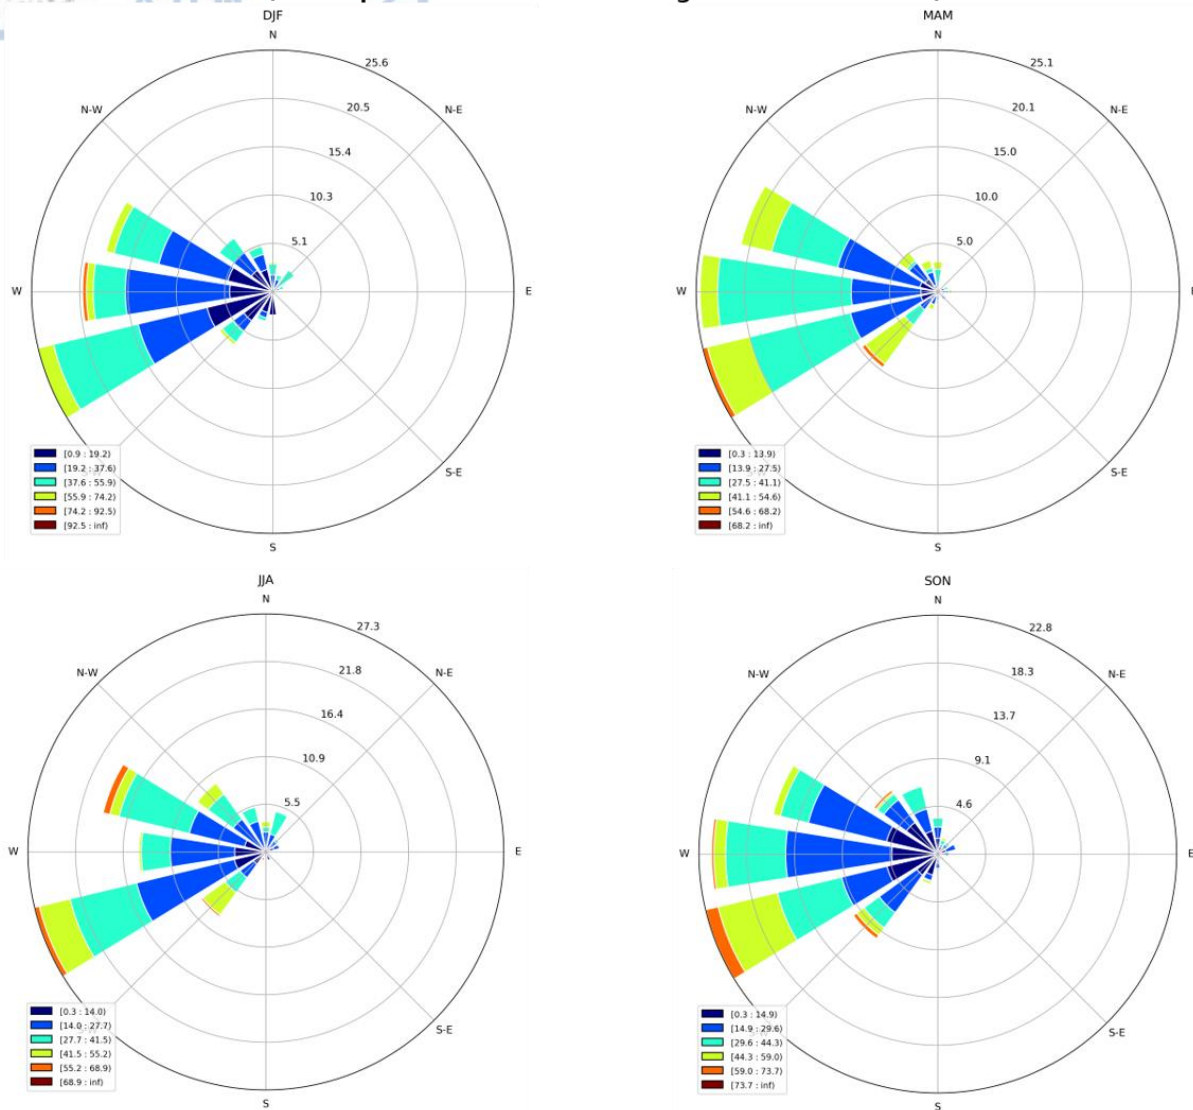 DJF
N
25.6
N-W
N-E
20.5
15.4
10.3
5.1
W
E
[0.9 : 19.2)
[19.2 : 37.6)
[37.6 : 55.9)
[55.9 : 74.2)
[74.2 : 92.5)
[92.5 : inf)
S-E
S
MAM
N
25.1
N-W
N-E
20.1
15.0
10.0
5.0
W
[0.3 : 13.9)
[13.9 : 27.5)
[27.5 : 41.1)
[41.1 : 54.6)
[54.6 : 68.2)
[68.2 : inf)
S-E
S
JJA
N
27.3
N-W
N-E
21.8
16.4
10.9
5.5
W
E
[0.3 : 14.0)
[14.0 : 27.7)
[27.7 : 41.5)
[41.5 : 55.2)
[55.2 : 68.9)
[68.9 : inf)
S-E
S
SON
N
22.8
N-W
N-E
18.3
13.7
9.1
4.6
W
E
[0.3 : 14.9)
[14.9 : 29.6)
[29.6 : 44.3)
[44.3 : 59.0)
[59.0 : 73.7)
[73.7 : inf)
S-E
S